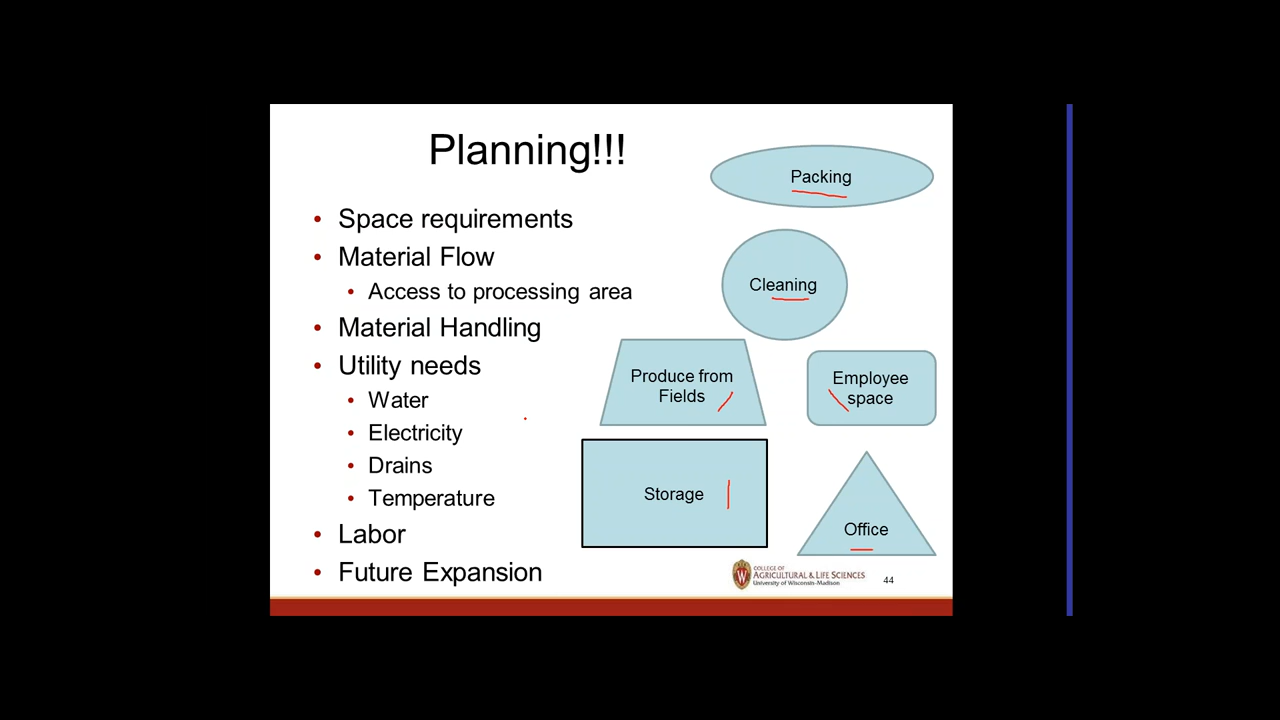 Planning!!!
Space requirements
Material Flow
Access to processing area
Material Handling
Utility needs
Water
Electricity
Drains
Temperature
Labor
Future Expansion
Packing
Cleaning
Produce from
Fields
Employee
space
Storage
Office
COLLEGE OF
AGRICULTURAL & LIFE SCIENCES
University of Wisconsin-Madison
44